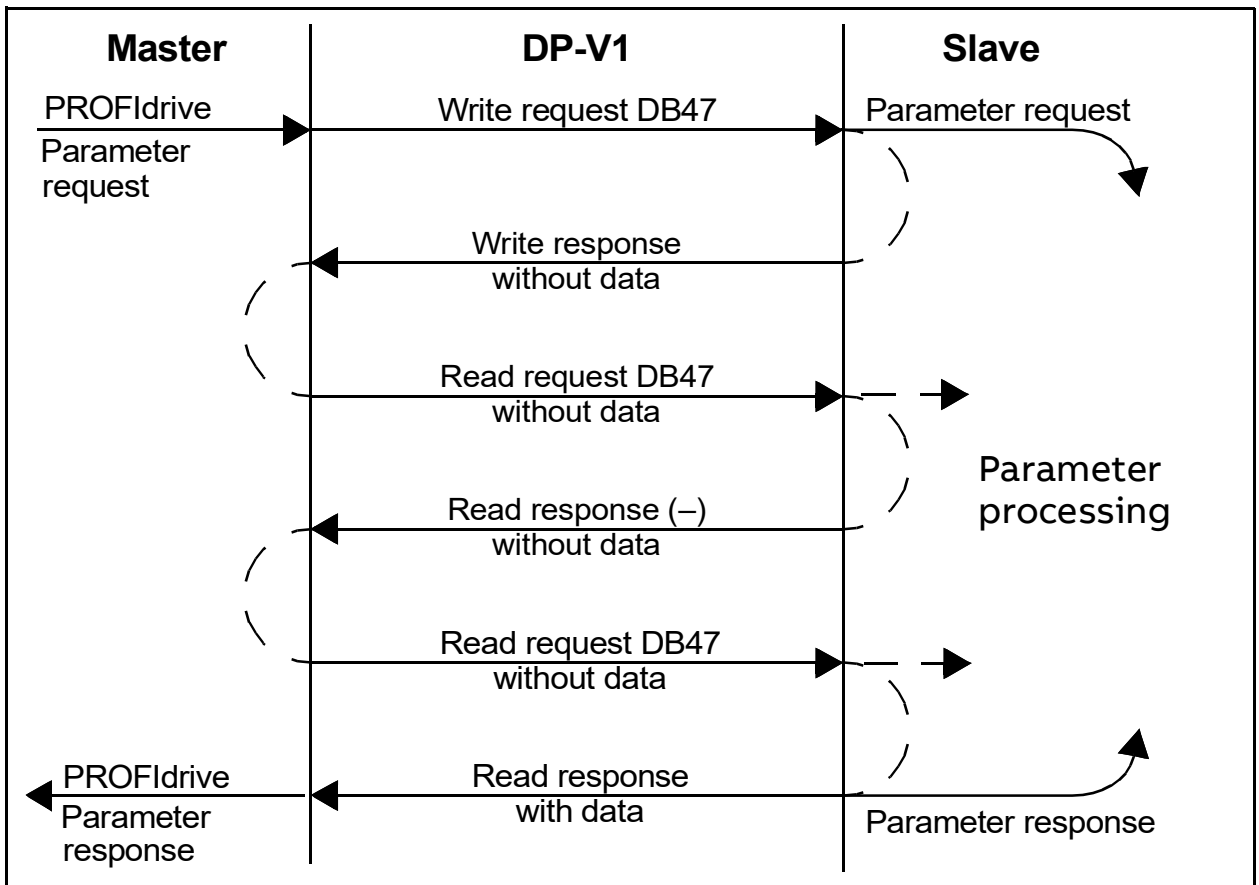 Master
DP-V1
Slave
PROFIdrive
Write request DB47
Parameter request
Parameter
request
Write response
without data
Read request DB47
without data
Parameter
processing
Read response (–)
without data
Read request DB47
without data
PROFIdrive
Read response
Parameter
with data
Parameter response
response